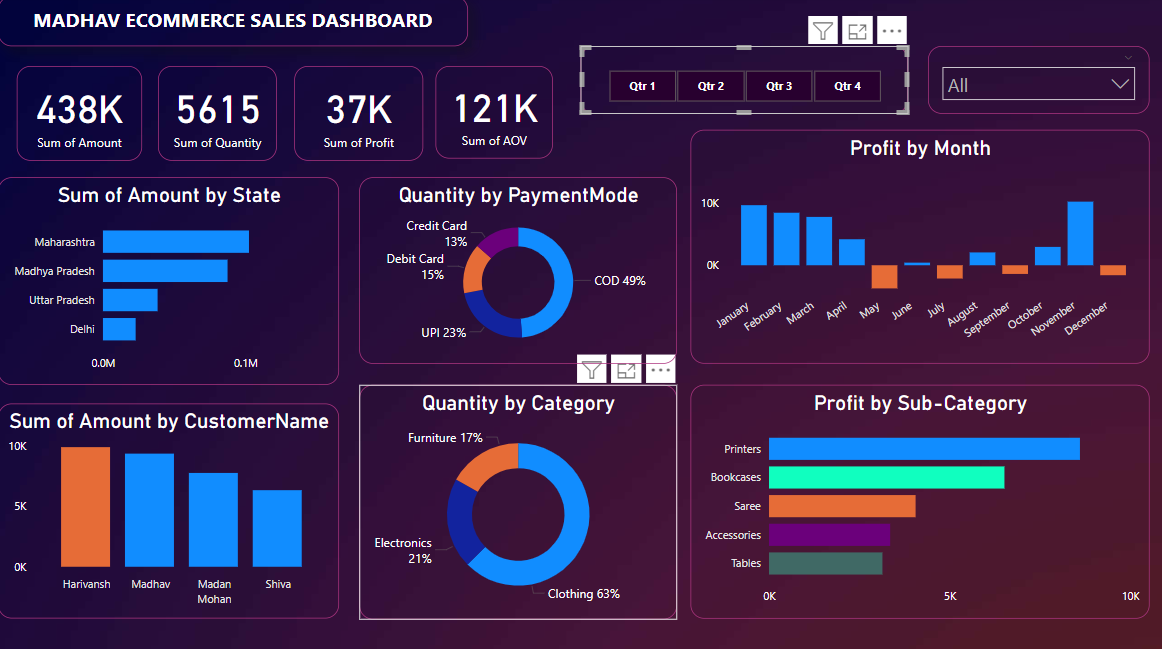 MADHAV ECOMMERCE SALES DASHBOARD
438K
Sum of Amount
5615
Sum of Quantity
37K
Sum of Profit
121K
Sum of AOV
Qtr 1
Qtr 2
Qtr 3
Qtr 4
All
Sum of Amount by State
Maharashtra
Madhya Pradesh
Uttar Pradesh
Delhi
0.0M
0.1M
Quantity by PaymentMode
Credit Card
13%
Debit Card
15%
UPI 23%
COD 49%
Profit by Month
10K
0K
January
February
March
April
May
June
July
August
September
October
November
December
Sum of Amount by CustomerName
10K
5K
0K
Harivansh
Madhav
Madan
Mohan
Shiva
Quantity by Category
Furniture 17%
Electronics
21%
Clothing 63%
Profit by Sub-Category
Printers
Bookcases
Saree
Accessories
Tables
0K
5K
10K